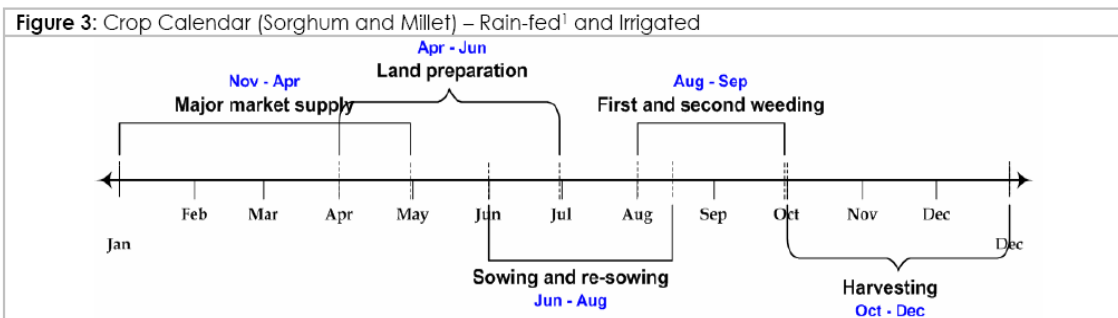 Figure 3: Crop Calendar (Sorghum and Millet) – Rain-fed¹ and Irrigated
Apr - Jun
Land preparation
Nov - Apr
Major market supply
Aug - Sep
First and second weeding
Feb Mar Apr May Jun Jul Aug Sep Oct Nov Dec
Jan Dec
Sowing and re-sowing
Jun - Aug
Harvesting
Oct - Dec